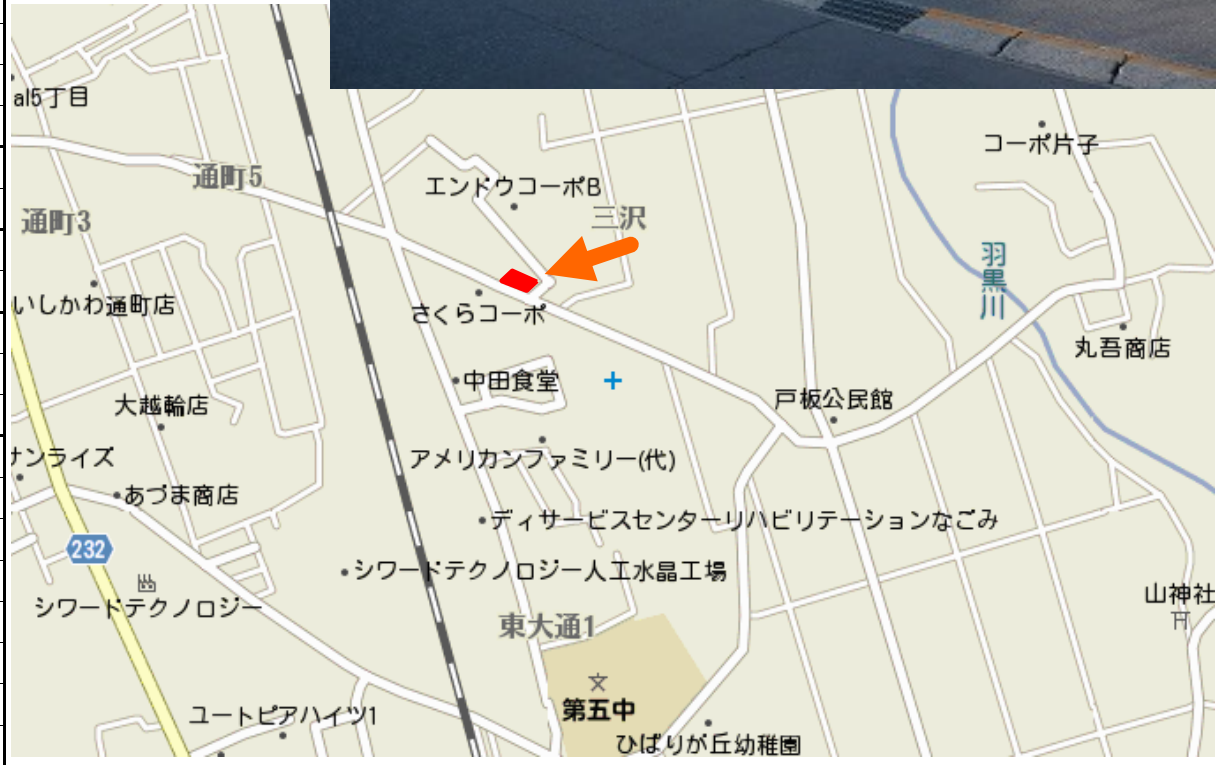 al5丁目
コーポ片子
通町5
エンドウコーポB
通町3
三沢
羽黒川
いしかわ通町店
さくらコーポ
丸吾商店
中田食堂
大越輪店
戸板公民館
サンライズ
アメリカンファミリー(代)
あづま商店
ディサービスセンターリハビリテーションなごみ
232
シワードテクノロジー人工水晶工場
シワードテクノロジー
山神社
東大通1
文
第五中
ユートピアハイツ1
ひばりが丘幼稚園